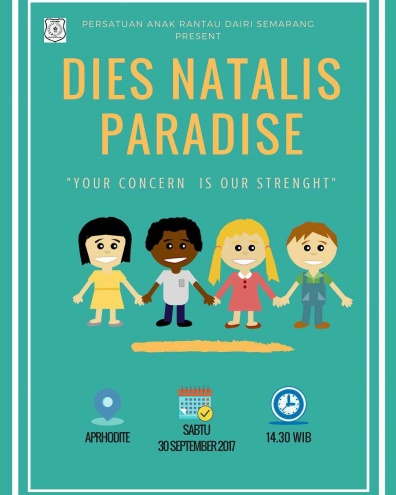 PERSATUAN ANAK RANTAU DAIRI SEMARANG
PRESENT
DIES NATALIS
PARADISE
"YOUR CONCERN IS OUR STRENGHT"
APRHODITE
SABTU
30 SEPTEMBER 2017
14.30 WIB